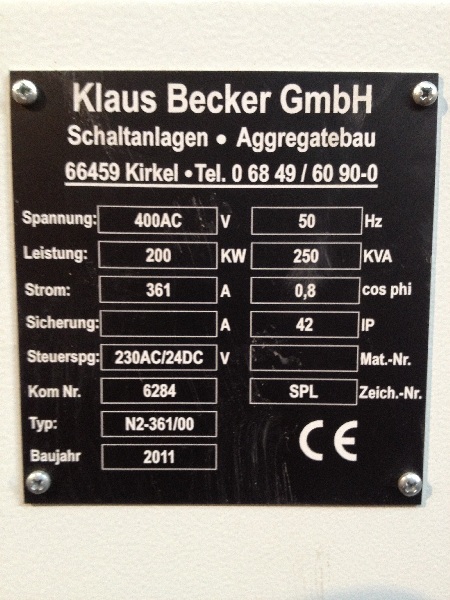 Klaus Becker GmbH
Schaltanlagen • Aggregatebau
66459 Kirkel • Tel. 0 68 49 / 60 90-0
Spannung: 400AC V 50 Hz
Leistung: 200 KW 250 KVA
Strom: 361 A 0,8 cos phi
Sicherung: A 42 IP
Steuerspg: 230AC/24DC V Mat.-Nr.
Kom Nr. 6284 SPL Zeich.-Nr.
Typ: N2-361/00
Baujahr 2011
CE